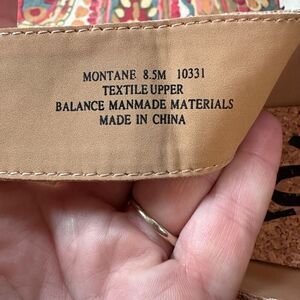 MONTANE 8.5M 10331
TEXTILE UPPER
BALANCE MANMADE MATERIALS
MADE IN CHINA